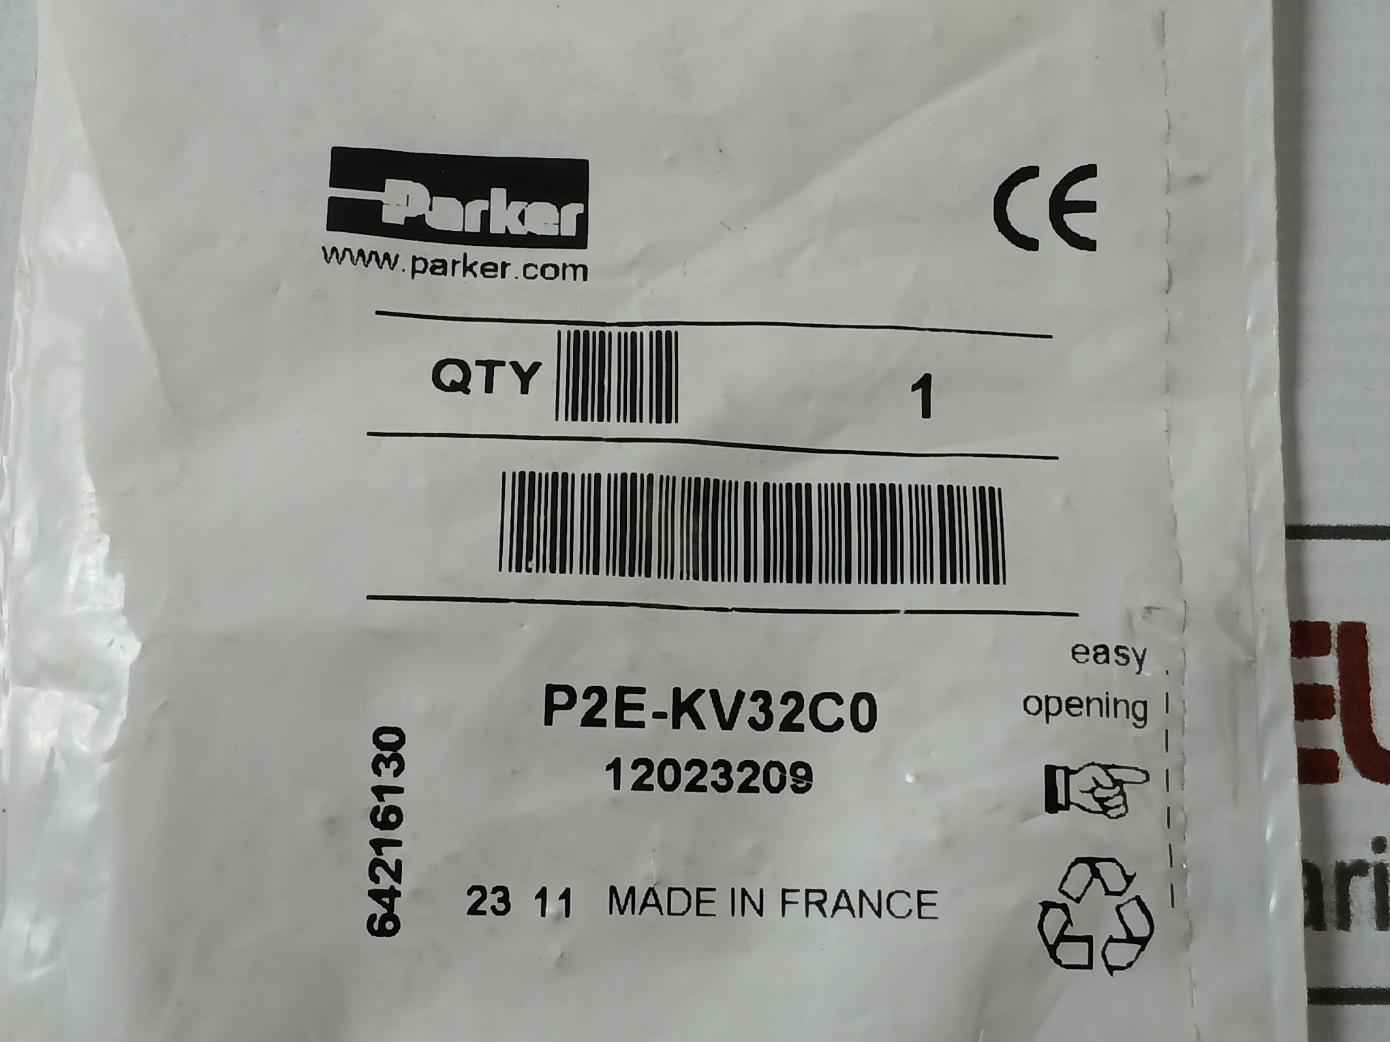 Parker
www.parker.com
CE
QTY 1
easy
opening
P2E-KV32C0
12023209
64216130
23 11 MADE IN FRANCE